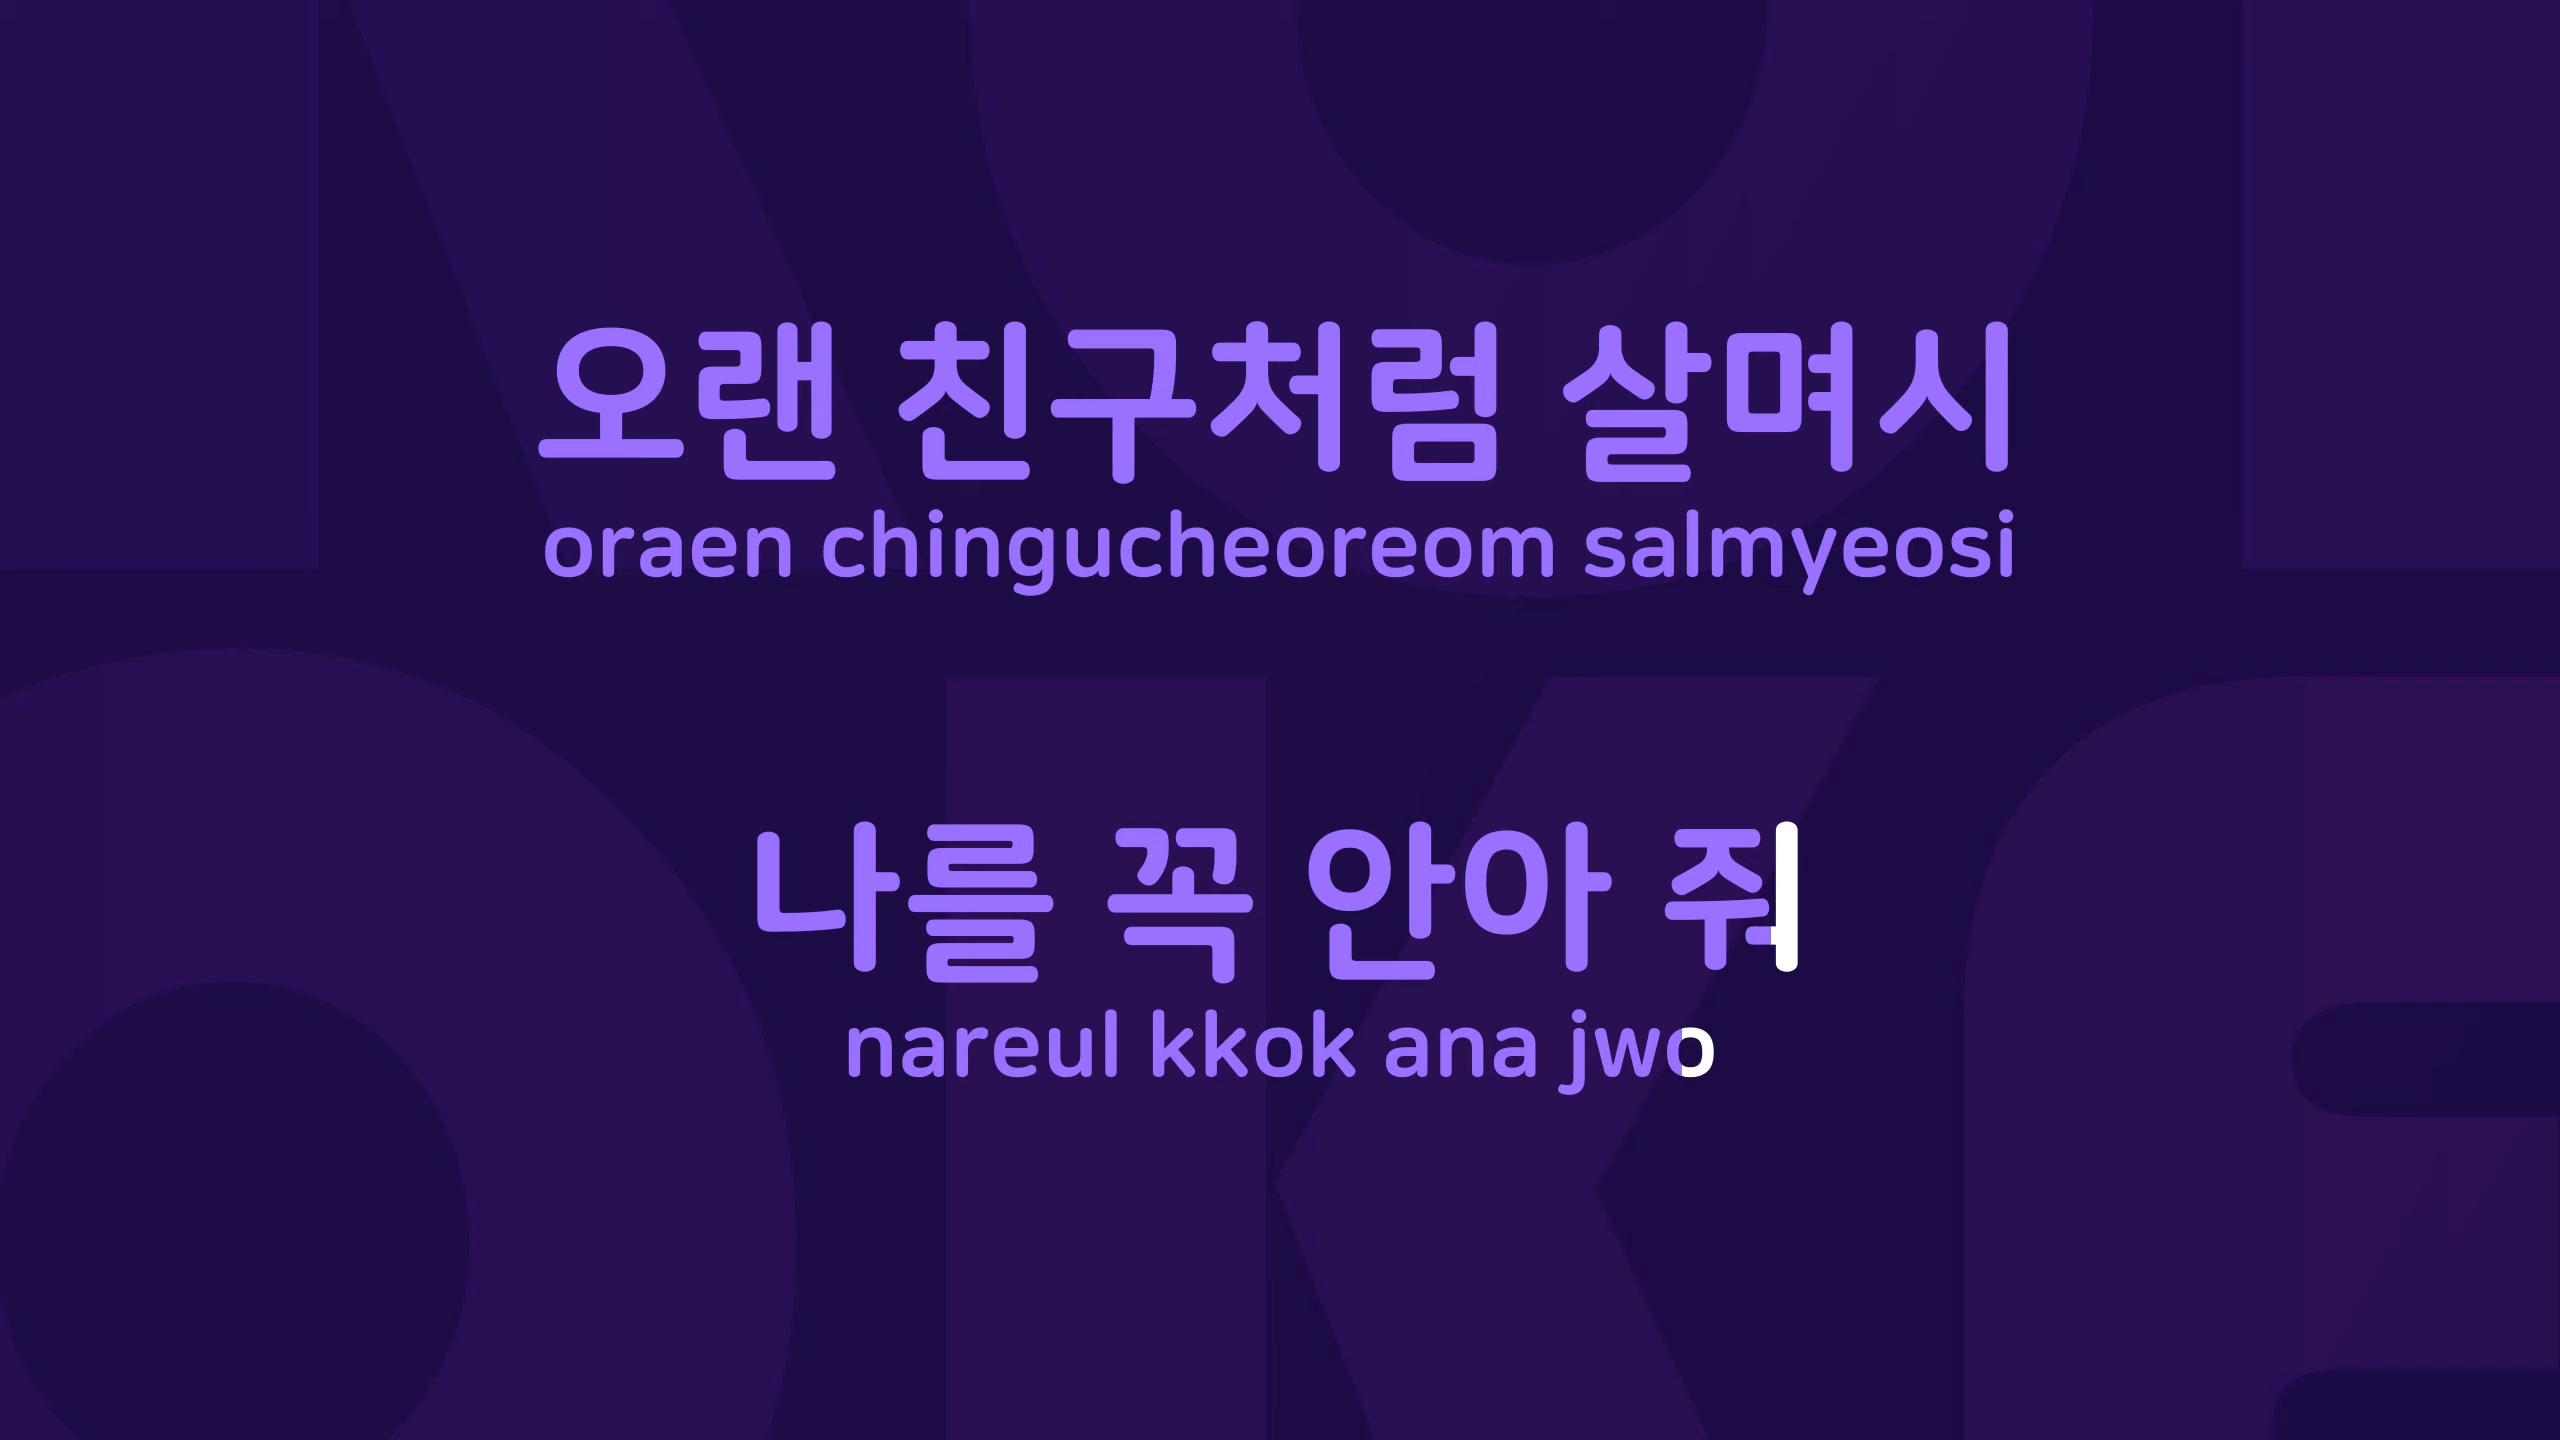 오랜 친구처럼 살며시
oraen chingucheoreom salmyeosi
나를 꼭 안아 줘
nareul kkok ana jwo